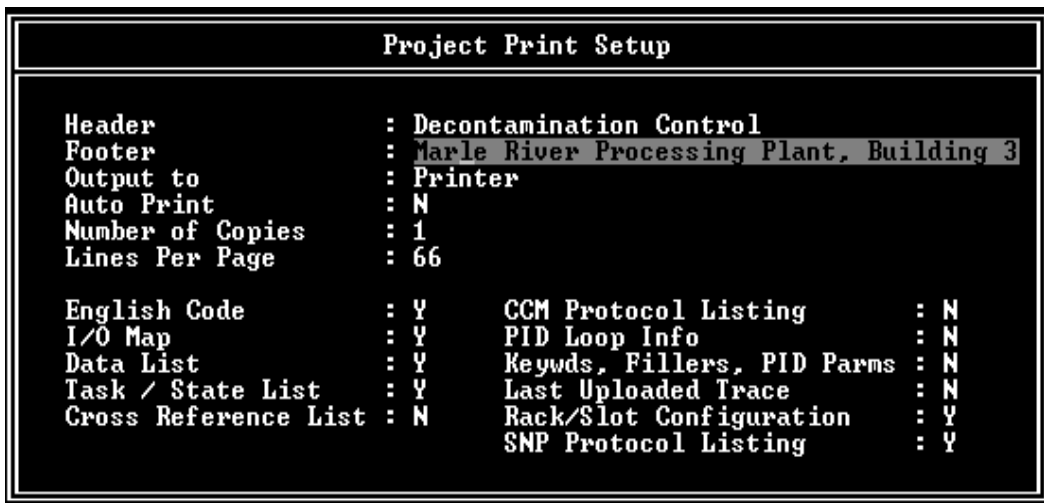 Project Print Setup
Header : Decontamination Control
Footer : Marle River Processing Plant, Building 3
Output to : Printer
Auto Print : N
Number of Copies : 1
Lines Per Page : 66
English Code : Y CCM Protocol Listing : N
I/O Map : Y PID Loop Info : N
Data List : Y Keywds, Fillers, PID Parms : N
Task / State List : Y Last Uploaded Trace : N
Cross Reference List : N Rack/Slot Configuration : Y
SNP Protocol Listing : Y